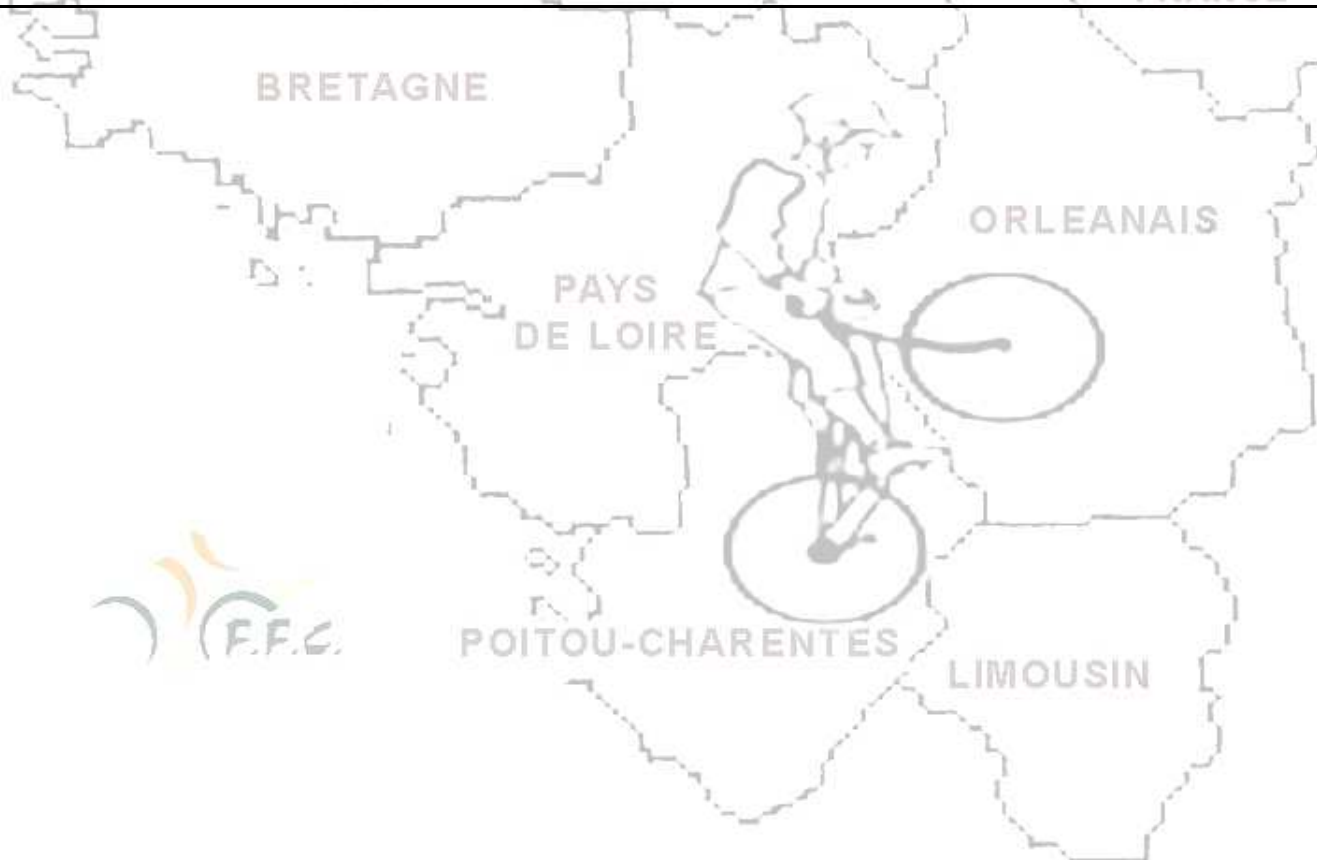 BRETAGNE
ORLEANAIS
PAYS
DE LOIRE
F.F.C.
POITOU-CHARENTES
LIMOUSIN